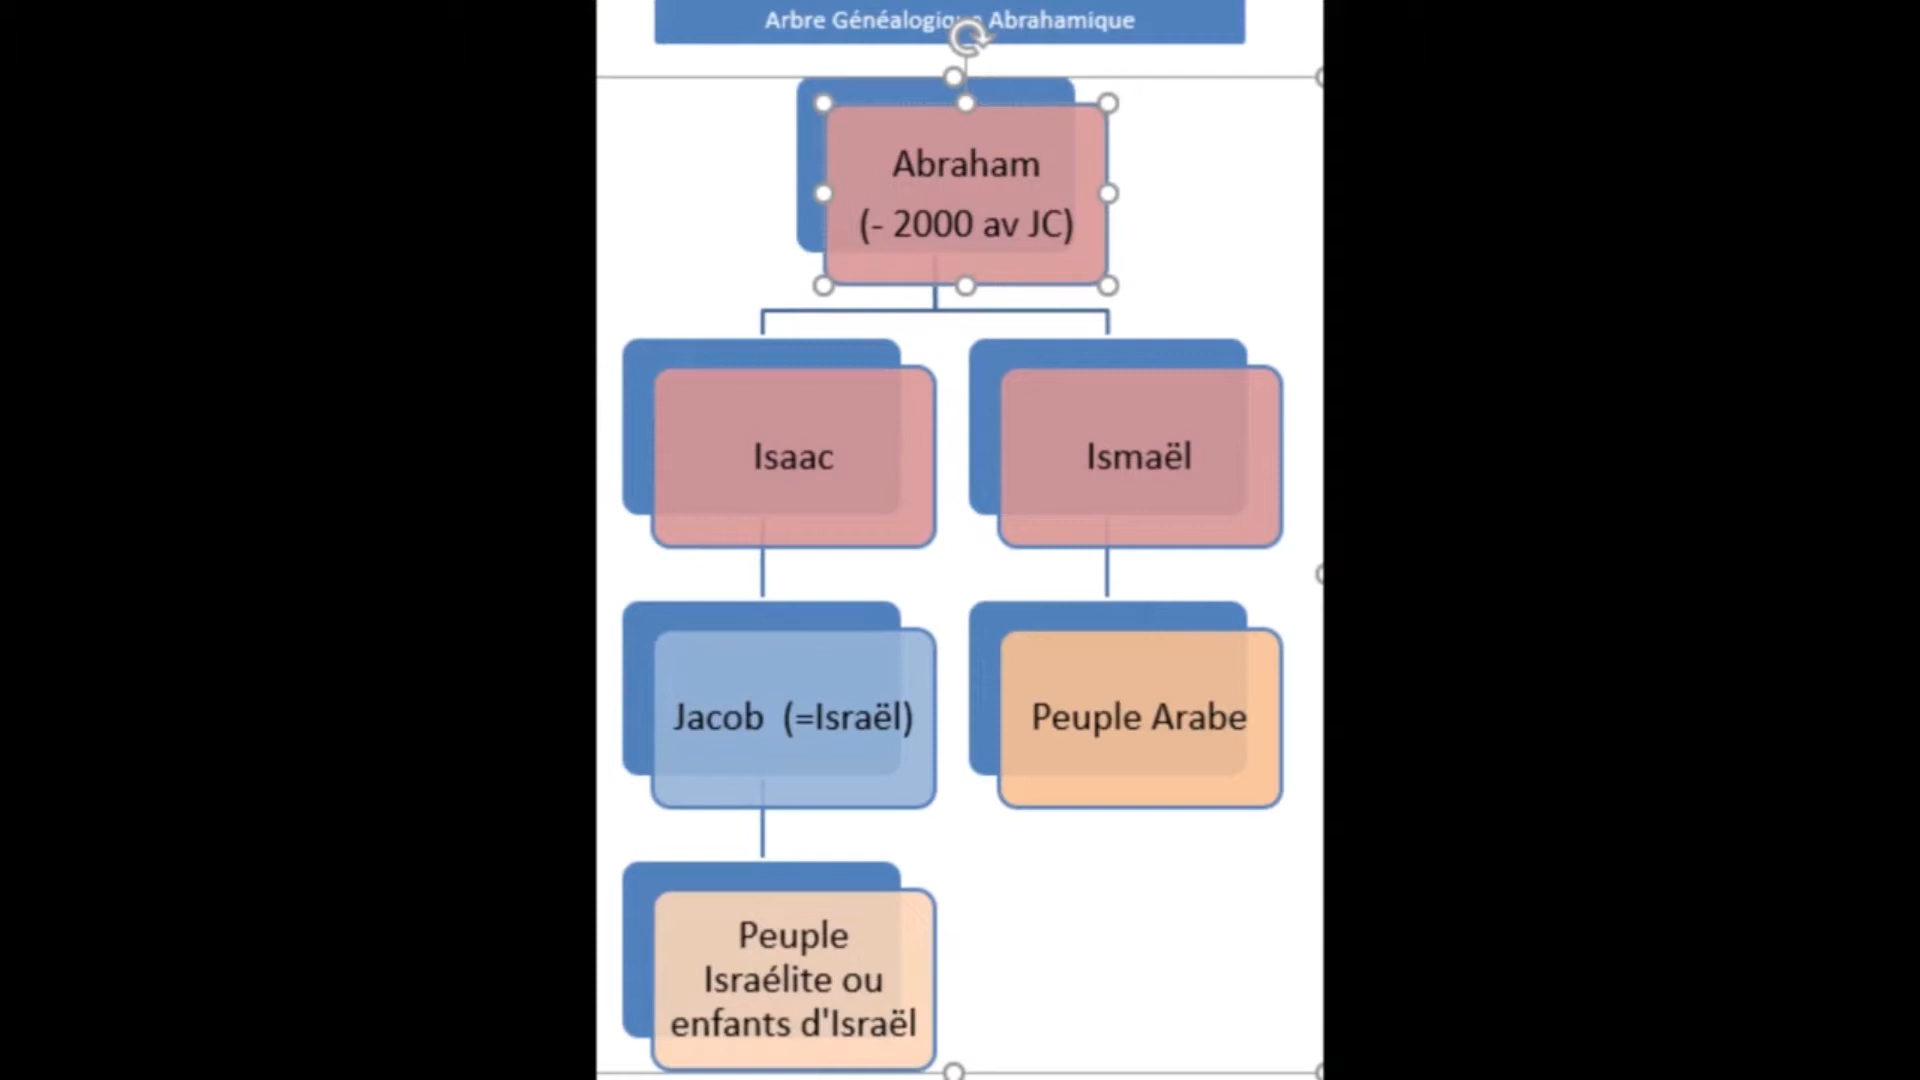 Arbre Généalogique Abrahamique
Abraham
(- 2000 av JC)
Isaac
Ismaël
Jacob (=Israël)
Peuple Arabe
Peuple
Israélite ou
enfants d'Israël